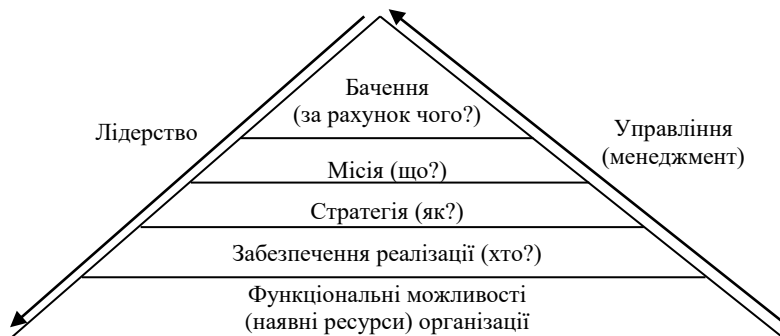 Бачення
(за рахунок чого?)
Лідерство
Управління
(менеджмент)
Місія (що?)
Стратегія (як?)
Забезпечення реалізації (хто?)
Функціональні можливості
(наявні ресурси) організації